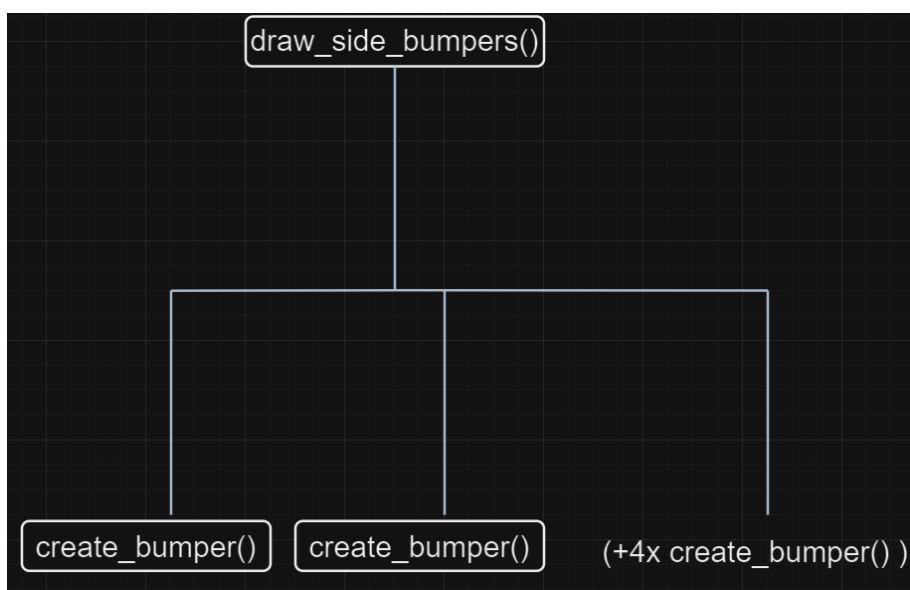 draw_side_bumpers()
create_bumper()
create_bumper()
(+4x create_bumper() )